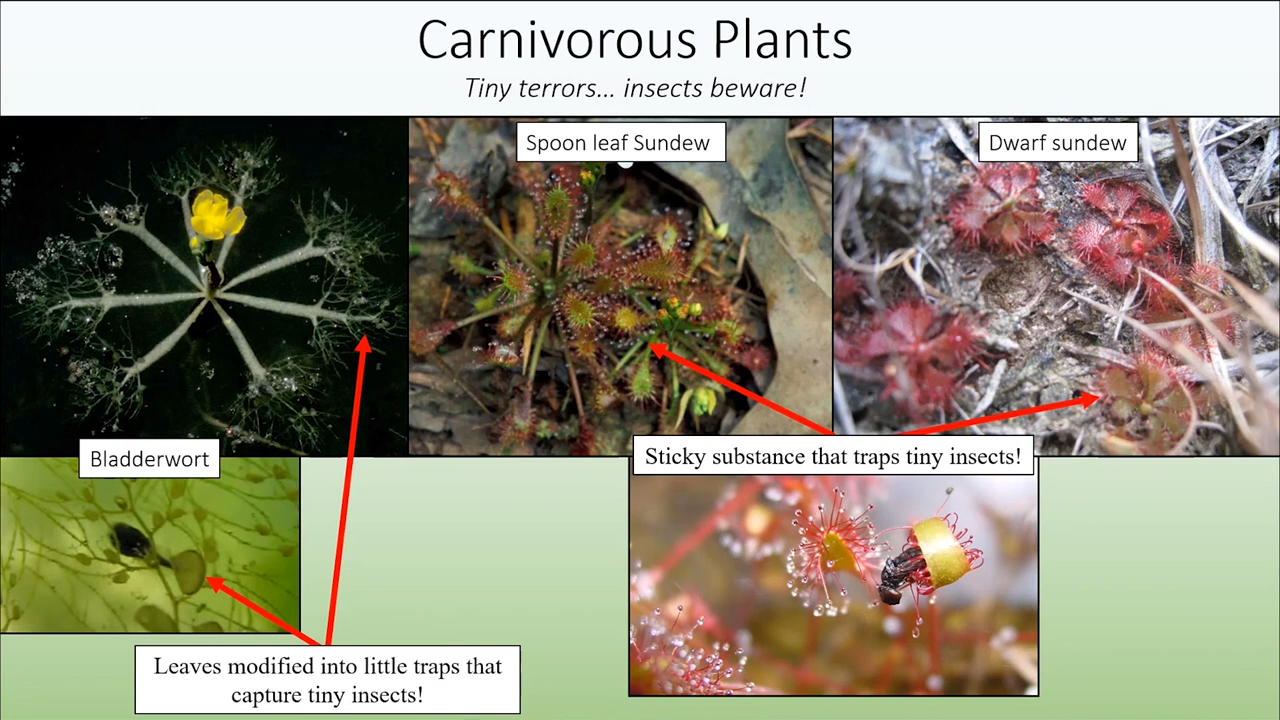 Carnivorous Plants
Tiny terrors... insects beware!
Spoon leaf Sundew
Dwarf sundew
Bladderwort
Sticky substance that traps tiny insects!
Leaves modified into little traps that
capture tiny insects!